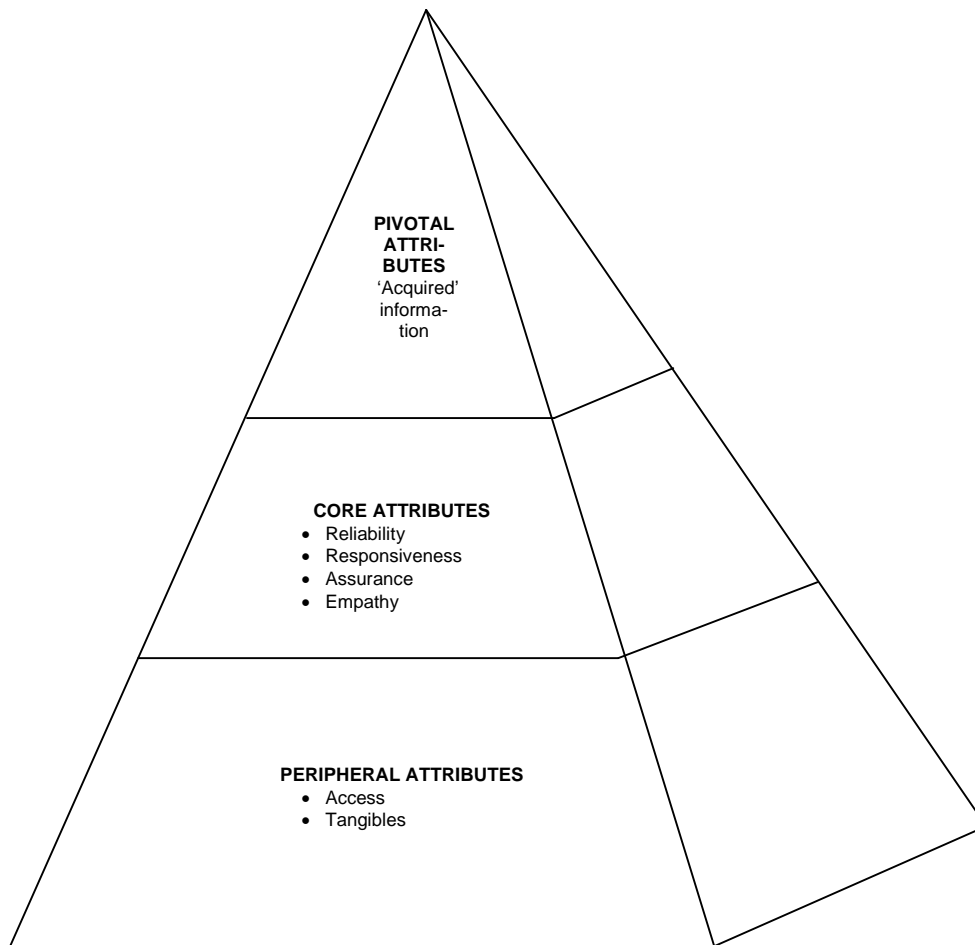 PIVOTAL
ATTRI-
BUTES
‘Acquired’
informa-
tion
CORE ATTRIBUTES
• Reliability
• Responsiveness
• Assurance
• Empathy
PERIPHERAL ATTRIBUTES
• Access
• Tangibles